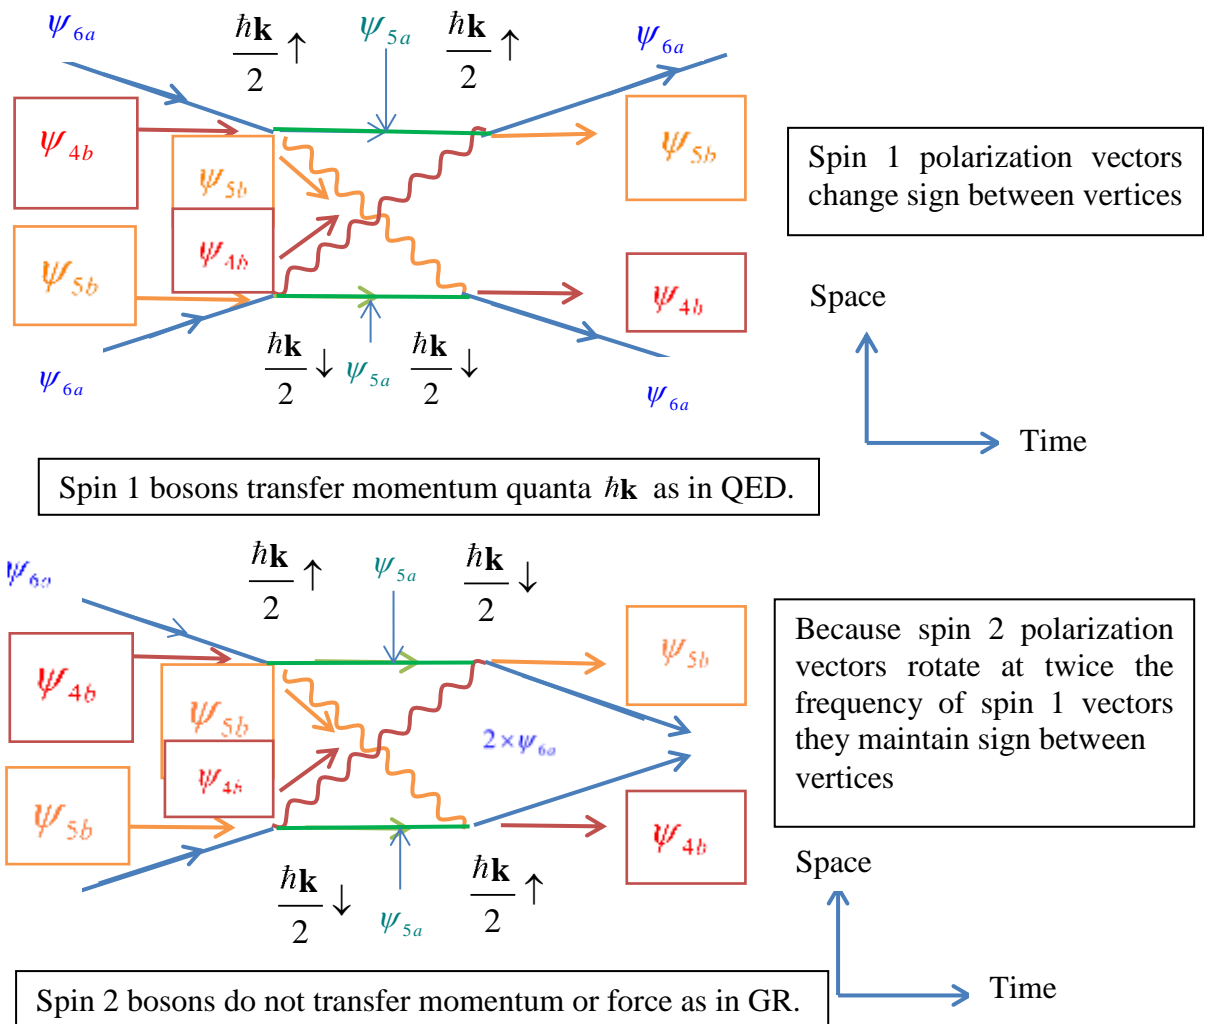 ψ6a
ħk/2 ↑
ψ5a
ħk/2 ↑
ψ6a
ψ4b
ψ5b
ψ5b
ψ4b
ψ5b
ψ4b
ψ6a
ħk/2 ↓
ψ5a
ħk/2 ↓
ψ6a
Spin 1 polarization vectors
change sign between vertices
Space
Time
Spin 1 bosons transfer momentum quanta ħk as in QED.
ψ6a
ħk/2 ↑
ψ5a
ħk/2 ↓
ψ4b
ψ5b
ψ5b
ψ4b
2 × ψ6a
ψ5b
ψ4b
ħk/2 ↓
ψ5a
ħk/2 ↑
Because spin 2 polarization
vectors rotate at twice the
frequency of spin 1 vectors
they maintain sign between
vertices
Space
Time
Spin 2 bosons do not transfer momentum or force as in GR.